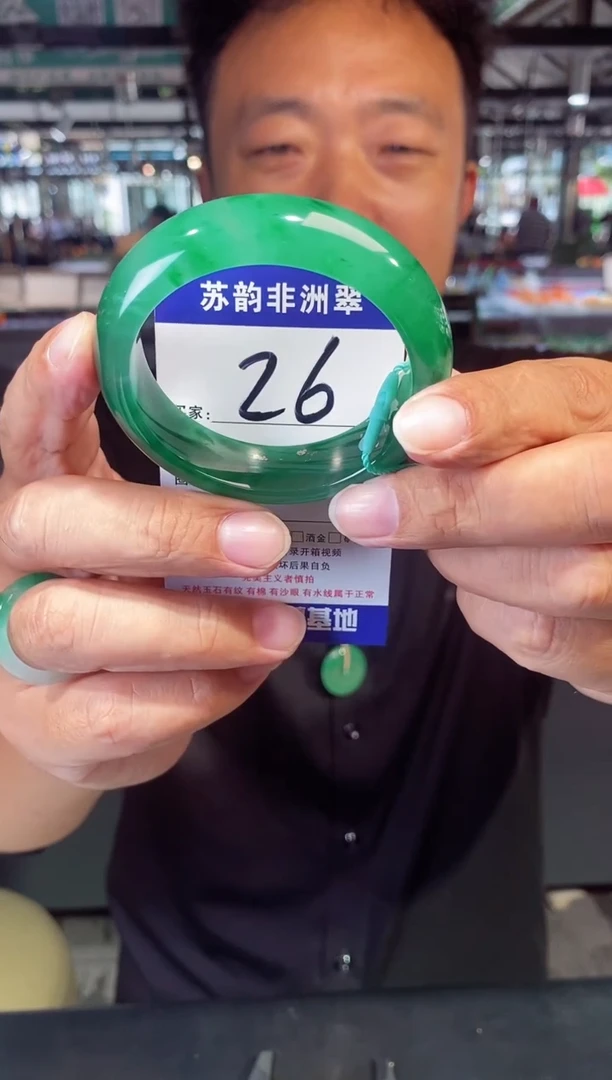 苏韵非洲翠
家:
26
酒金
录开箱视频
坏后果自负
完美主义者慎拍
天然玉石有纹 有棉 有沙眼 有水线属于正常
基地